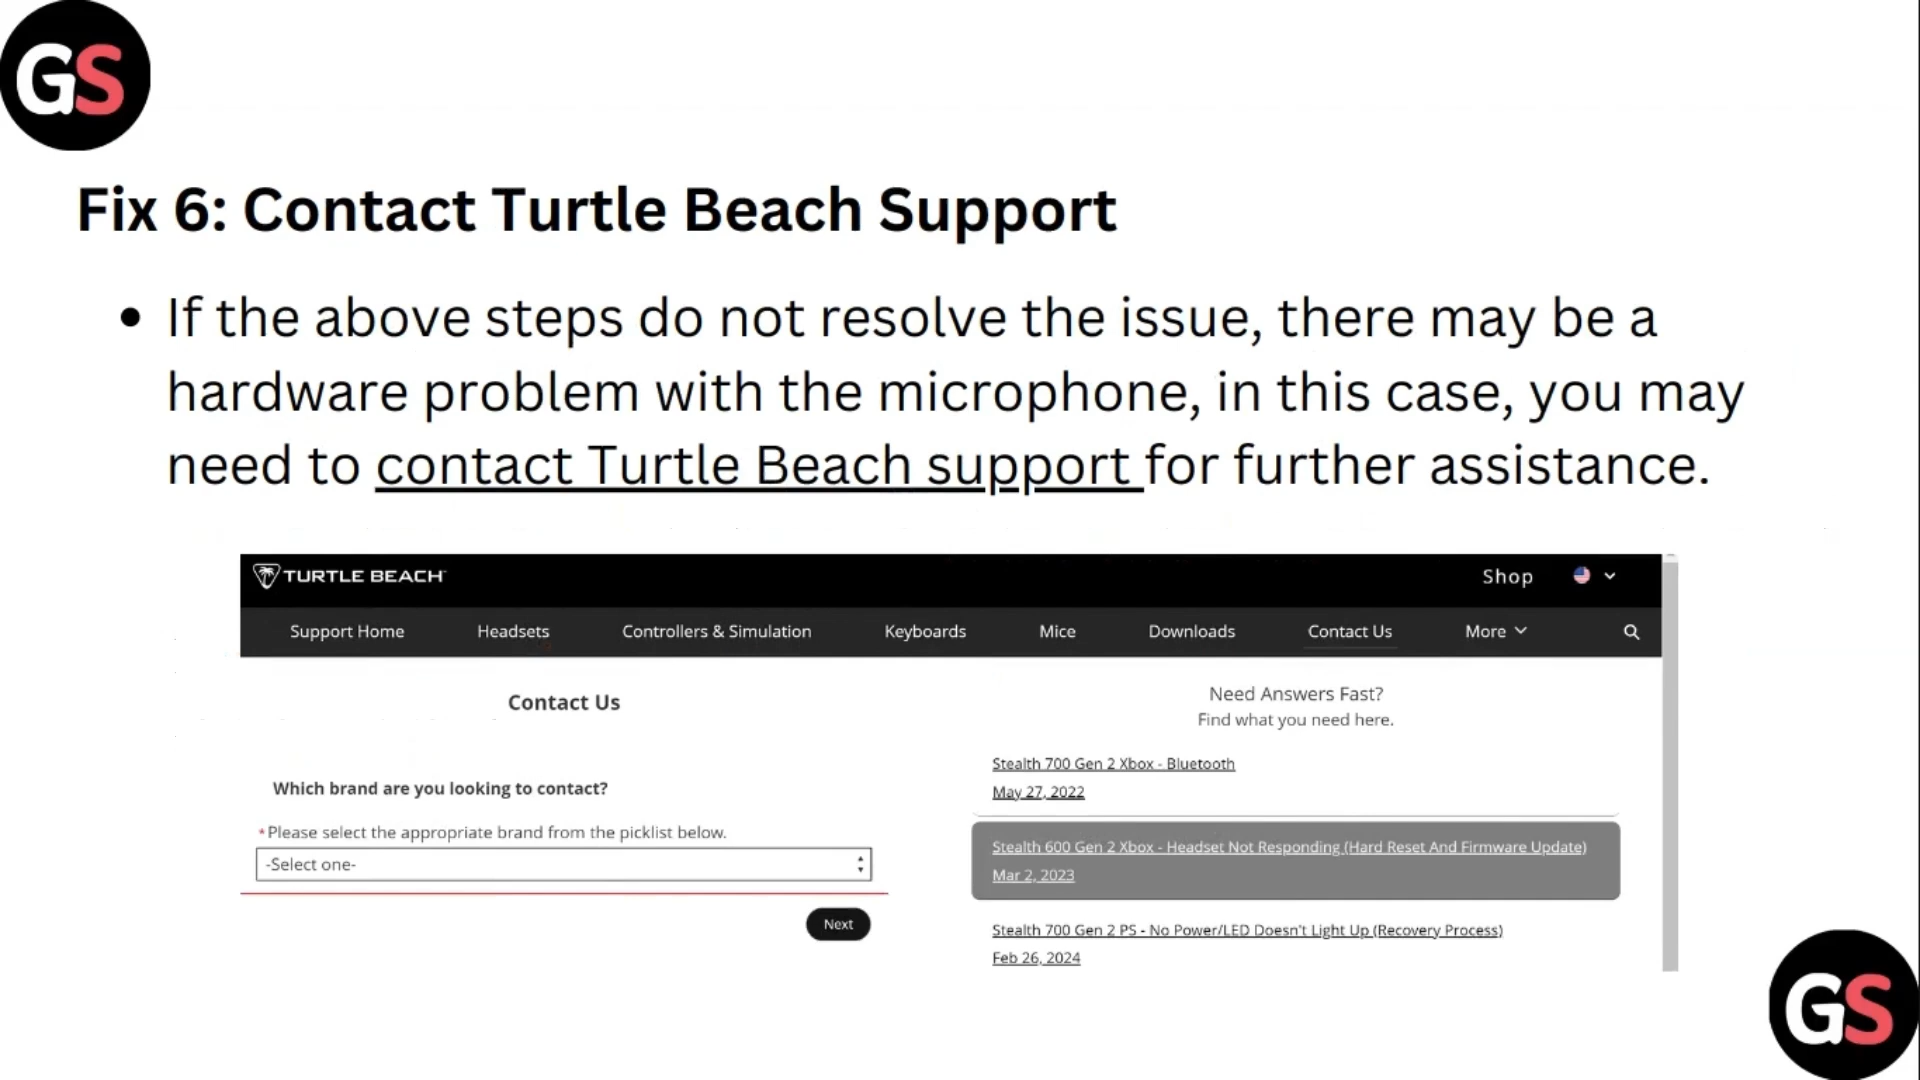 GS
Fix 6: Contact Turtle Beach Support
• If the above steps do not resolve the issue, there may be a
hardware problem with the microphone, in this case, you may
need to contact Turtle Beach support for further assistance.
TURTLE BEACH
Shop
Support Home Headsets Controllers & Simulation Keyboards Mice Downloads Contact Us More
Contact Us
Which brand are you looking to contact?
*Please select the appropriate brand from the picklist below.
-Select one-
Next
Need Answers Fast?
Find what you need here.
Stealth 700 Gen 2 Xbox - Bluetooth
May 27, 2022
Stealth 600 Gen 2 Xbox - Headset Not Responding (Hard Reset And Firmware Update)
Mar 2, 2023
Stealth 700 Gen 2 PS - No Power/LED Doesn't Light Up (Recovery Process)
Feb 26, 2024
GS